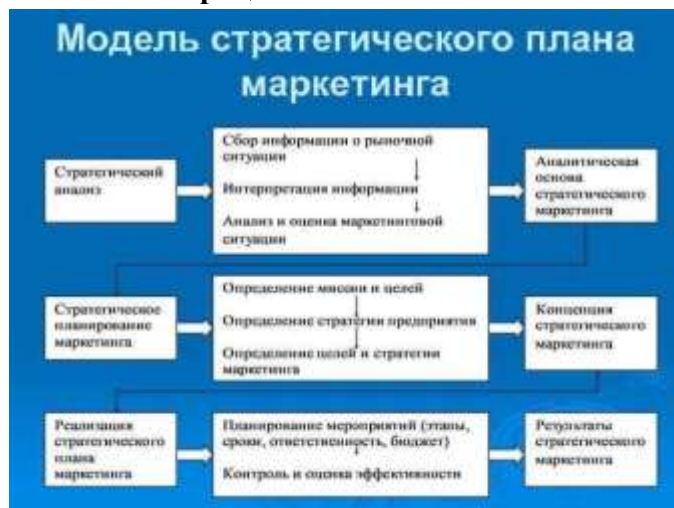 Модель стратегического плана
маркетинга
Стратегический
анализ
Сбор информации о рыночной
ситуации
Интерпретация информации
Анализ и оценка маркетинговой
ситуации
Аналитическая
основа
стратегического
маркетинга
Стратегическое
планирование
маркетинга
Определение миссии и целей
Определение стратегии предприятия
Определение целей и стратегии
маркетинга
Концепция
стратегического
маркетинга
Реализация
стратегического
плана
маркетинга
Планирование мероприятий (этапы,
сроки, ответственность, бюджет)
Контроль и оценка эффективности
Результаты
стратегического
маркетинга